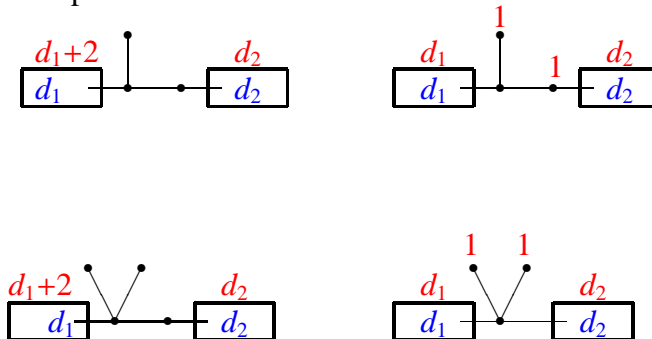 1
d₁+2 d₂ d₁ 1 d₂
d₁ d₂ d₁ d₂
1 1
d₁+2 d₂ d₁ d₂
d₁ d₂ d₁ d₂